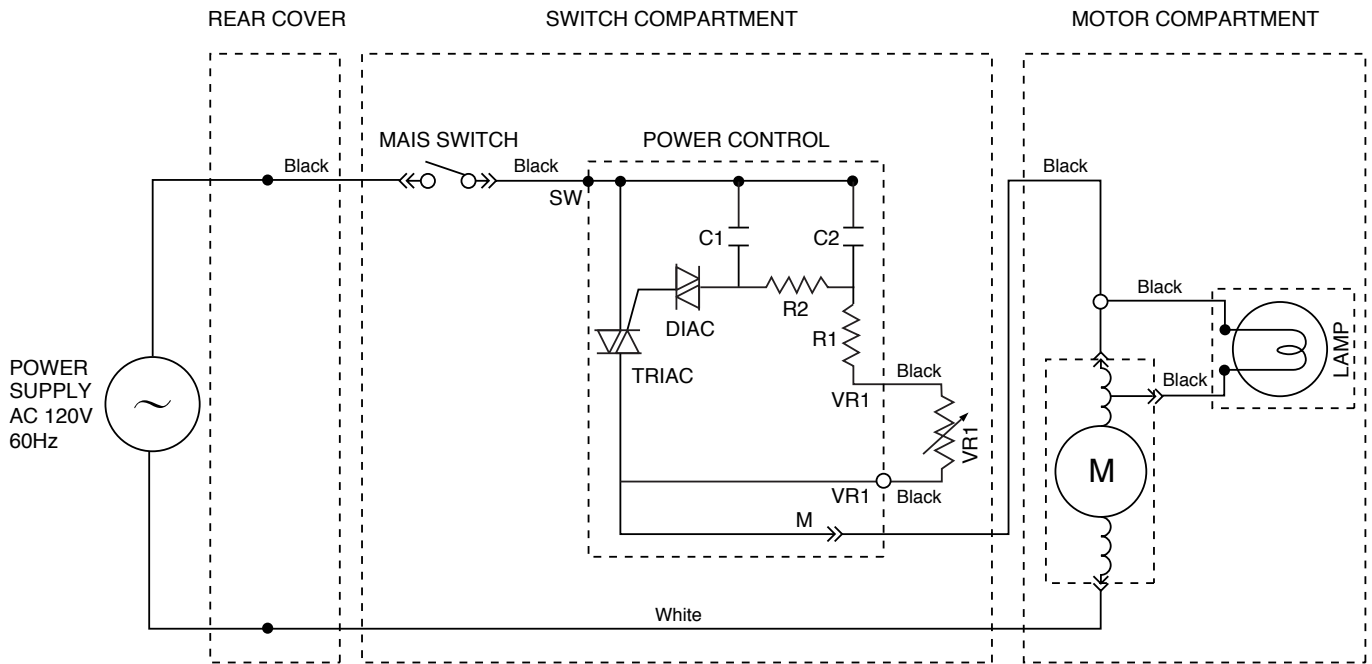 REAR COVER
SWITCH COMPARTMENT
MOTOR COMPARTMENT
MAIS SWITCH
POWER CONTROL
Black
Black
Black
SW
C1
C2
Black
R2
DIAC
R1
LAMP
POWER
SUPPLY
AC 120V
60Hz
TRIAC
Black
Black
VR1
VR1
M
VR1
Black
M
White